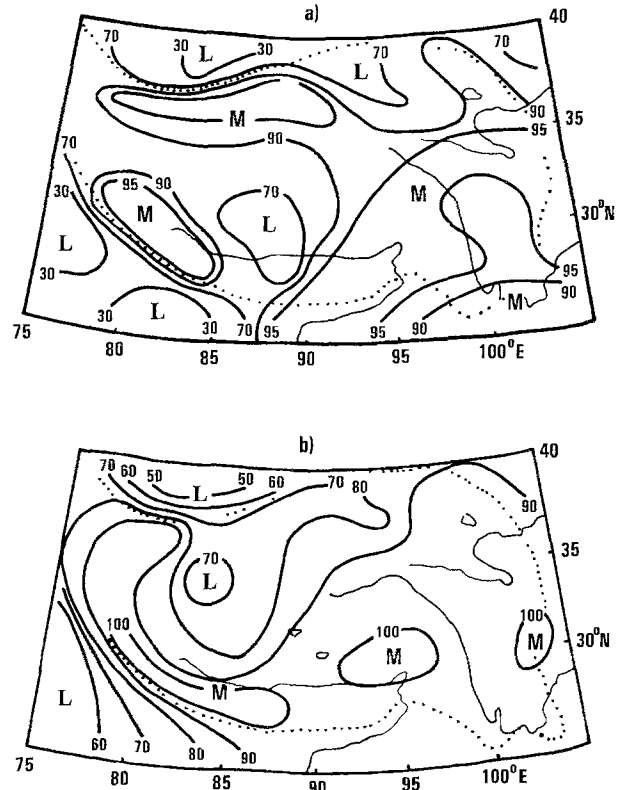 a)
70 30 L 30 70 L 70 40
M 90 90 95 35
70
30 95 90 M 70 L M 30°N
L
30 95
L M 90
75 30 30 70 95 95 90
80 85 90 95 100°E
b)
70 60 50 L 60 70 80 90 40
70 L 35
100 100 100
M M M 30°N
L
60 70 80 90
75 80 85 90 95 100°E